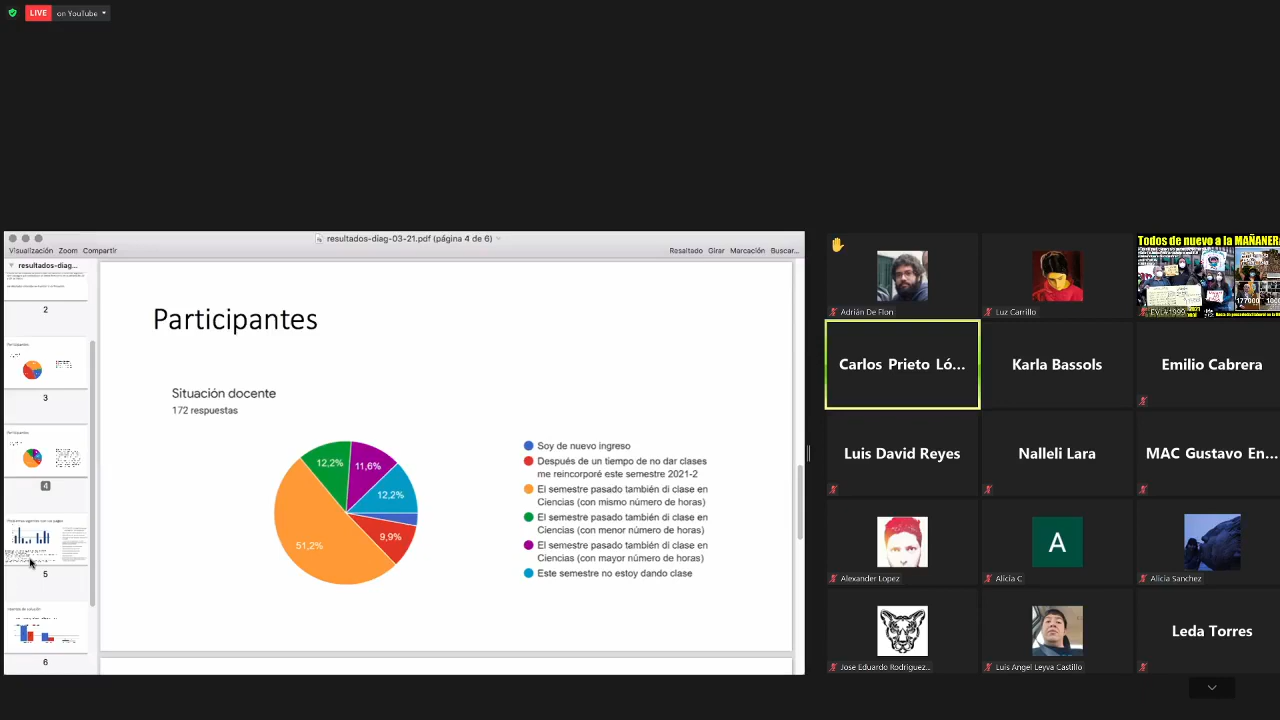 LIVE
on YouTube
resultados-diag-03-21.pdf (página 4 de 6)
Visualización Zoom Compartir
Resaltado Girar Marcación Buscar...
resultados-diag...
2
Participantes
3
Participantes
4
5
6
Participantes
Situación docente
172 respuestas
12,2%
11,6%
12,2%
9,9%
51,2%
Soy de nuevo ingreso
Después de un tiempo de no dar clases
me reincorporé este semestre 2021-2
El semestre pasado también di clase en
Ciencias (con mismo número de horas)
El semestre pasado también di clase en
Ciencias (con menor número de horas)
El semestre pasado también di clase en
Ciencias (con mayor número de horas)
Este semestre no estoy dando clase
Adrián De Flon
Luz Carrillo
Todos de nuevo a la MAÑANER
177000
EVL#1999
Carlos Prieto Ló...
Karla Bassols
Emilio Cabrera
Luis David Reyes
Nalleli Lara
MAC Gustavo En...
Alexander Lopez
A
Alicia C
Alicia Sanchez
Jose Eduardo Rodriguez...
Luis Angel Leyva Castillo
Leda Torres